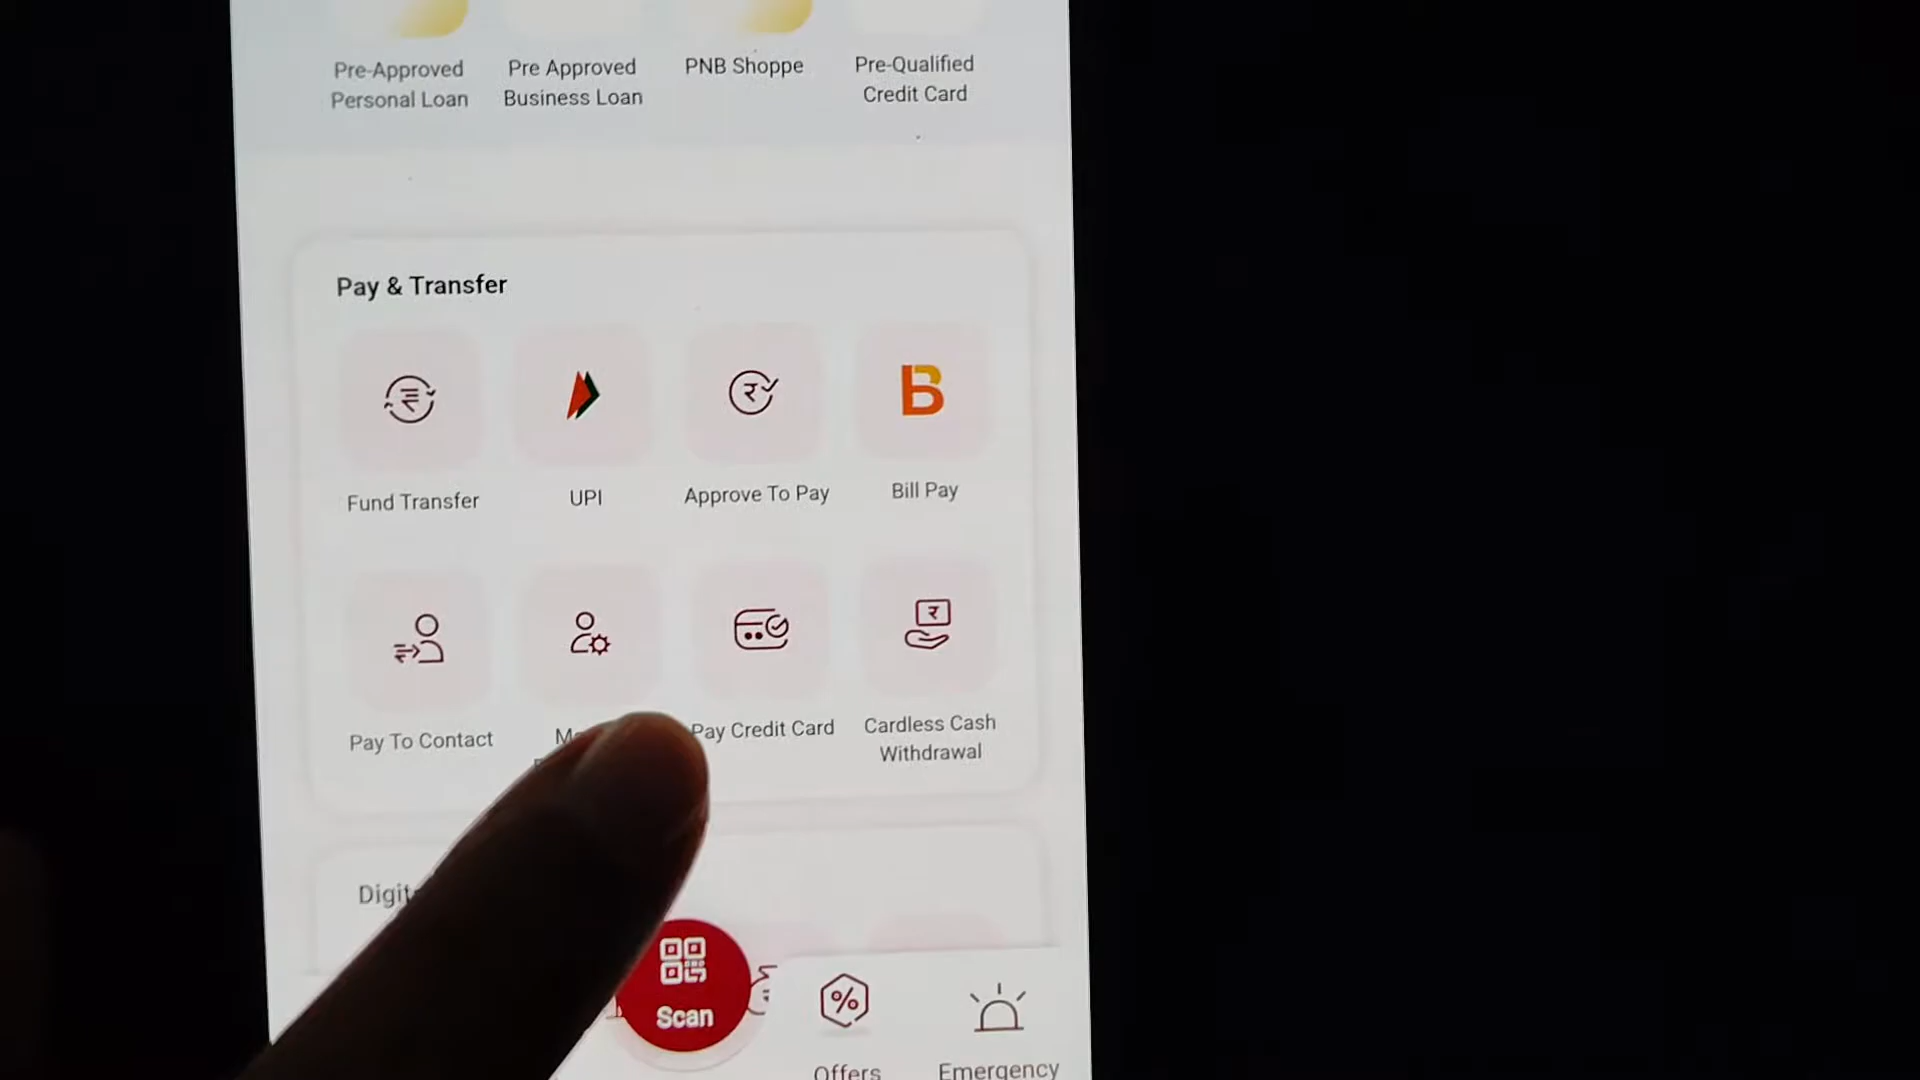 Pre-Approved
Personal Loan
Pre Approved
Business Loan
PNB Shoppe
Pre-Qualified
Credit Card
Pay & Transfer
Fund Transfer
UPI
Approve To Pay
Bill Pay
Pay To Contact
Pay Credit Card
Cardless Cash
Withdrawal
Scan
Offers
Emergency